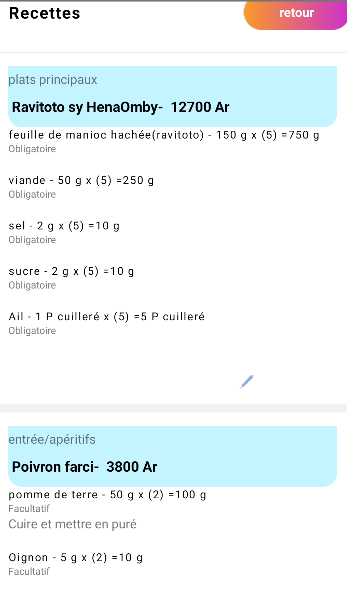 Recettes
retour
plats principaux
Ravitoto sy HenaOmby- 12700 Ar
feuille de manioc hachée(ravitoto) - 150 g x (5) =750 g
Obligatoire
viande - 50 g x (5) =250 g
Obligatoire
sel - 2 g x (5) =10 g
Obligatoire
sucre - 2 g x (5) =10 g
Obligatoire
Ail - 1 P cuilleré x (5) =5 P cuilleré
Obligatoire
entrée/apéritifs
Poivron farci- 3800 Ar
pomme de terre - 50 g x (2) =100 g
Facultatif
Cuire et mettre en puré
Oignon - 5 g x (2) =10 g
Facultatif